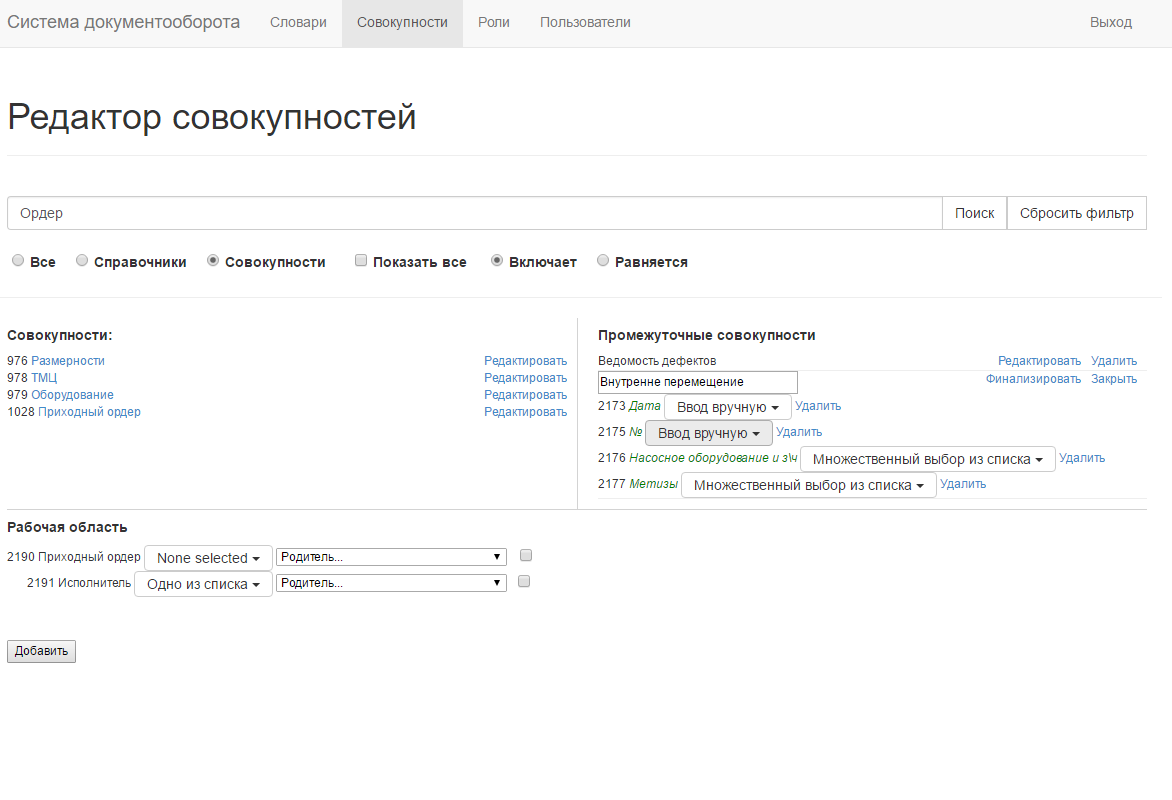 Система документооборота Словари Совокупности Роли Пользователи Выход
Редактор совокупностей
Ордер Поиск Сбросить фильтр
Все Справочники Совокупности Показать все Включает Равняется
Совокупности:
976 Размерности Редактировать
978 ТМЦ Редактировать
979 Оборудование Редактировать
1028 Приходный ордер Редактировать
Промежуточные совокупности
Ведомость дефектов Редактировать Удалить
Внутренне перемещение Финализировать Закрыть
2173 Дата Ввод вручную Удалить
2175 № Ввод вручную Удалить
2176 Насосное оборудование и з\ч Множественный выбор из списка Удалить
2177 Метизы Множественный выбор из списка Удалить
Рабочая область
2190 Приходный ордер None selected Родитель...
2191 Исполнитель Одно из списка Родитель...
Добавить